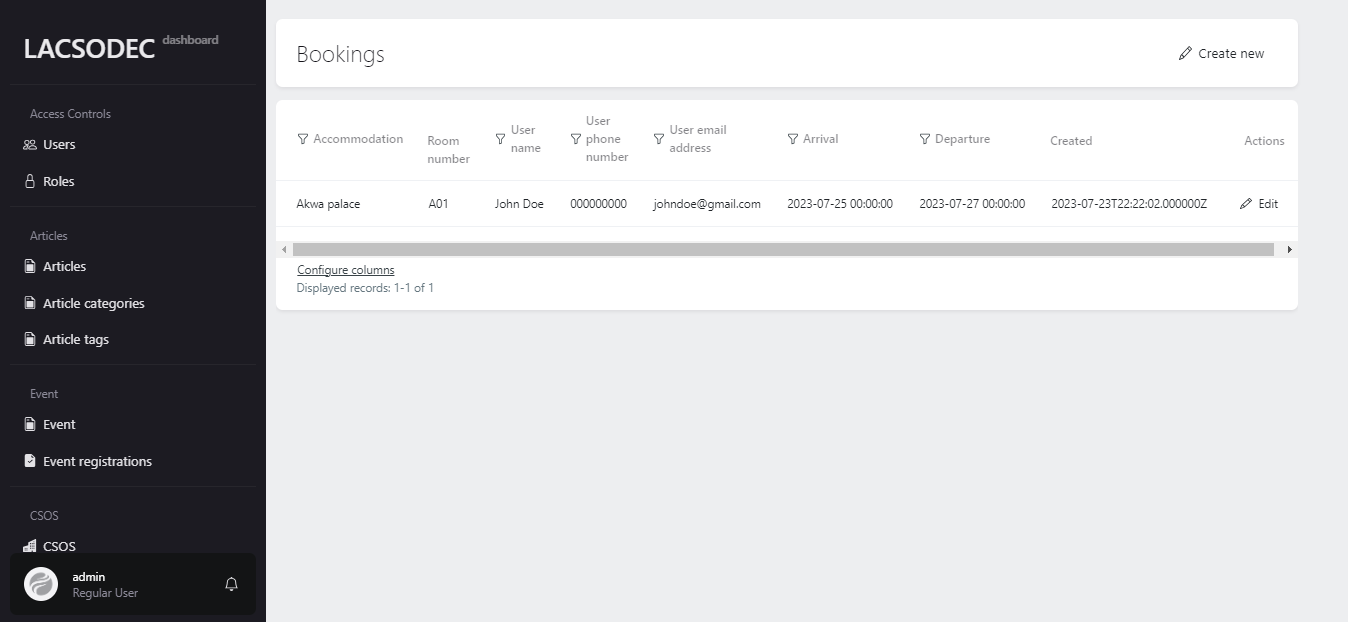 LACSODEC dashboard
Access Controls
Users
Roles
Articles
Articles
Article categories
Article tags
Event
Event
Event registrations
CSOS
CSOS
admin
Regular User
Bookings
Create new
Accommodation
Room
number
User
name
User
phone
number
User email
address
Arrival
Departure
Created
Actions
Akwa palace A01 John Doe 000000000 johndoe@gmail.com 2023-07-25 00:00:00 2023-07-27 00:00:00 2023-07-23T22:22:02.000000Z Edit
Configure columns
Displayed records: 1-1 of 1